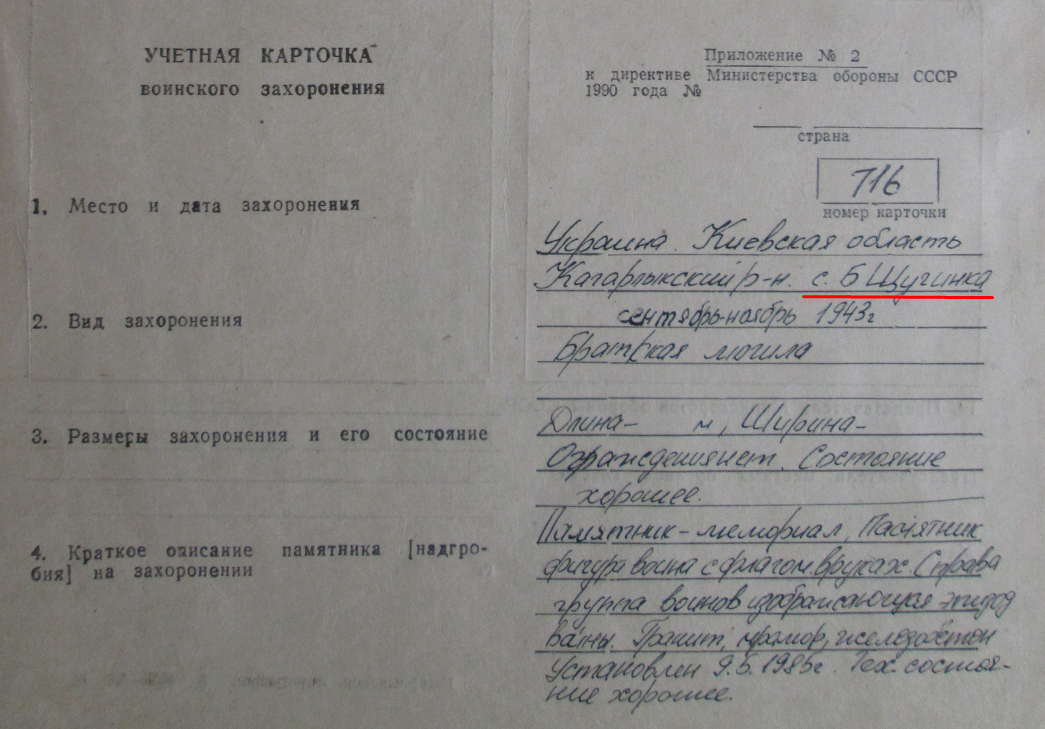 УЧЕТНАЯ КАРТОЧКА
воинского захоронения
Приложение № 2
к директиве Министерства обороны СССР
1990 года №
страна
716
номер карточки
1. Место и дата захоронения
Украина. Киевская область
Кагарлыкский р-н. с. Б Щучинка
2. Вид захоронения
сентябрь-ноябрь 1943г
Братская могила
3. Размеры захоронения и его состояние
Длина- м, Ширина-
Ограждения нет. Состояние
хорошее.
4. Краткое описание памятника [надгро-
бия] на захоронении
Памятник-мемориал. Памятник
фигура воина с флагом в руках. Справа
группа воинов изображающая эпизод
войны. Гранит, мрамор, железобетон
Установлен 9.5.1985г. Тех. состоя-
ние хорошее.